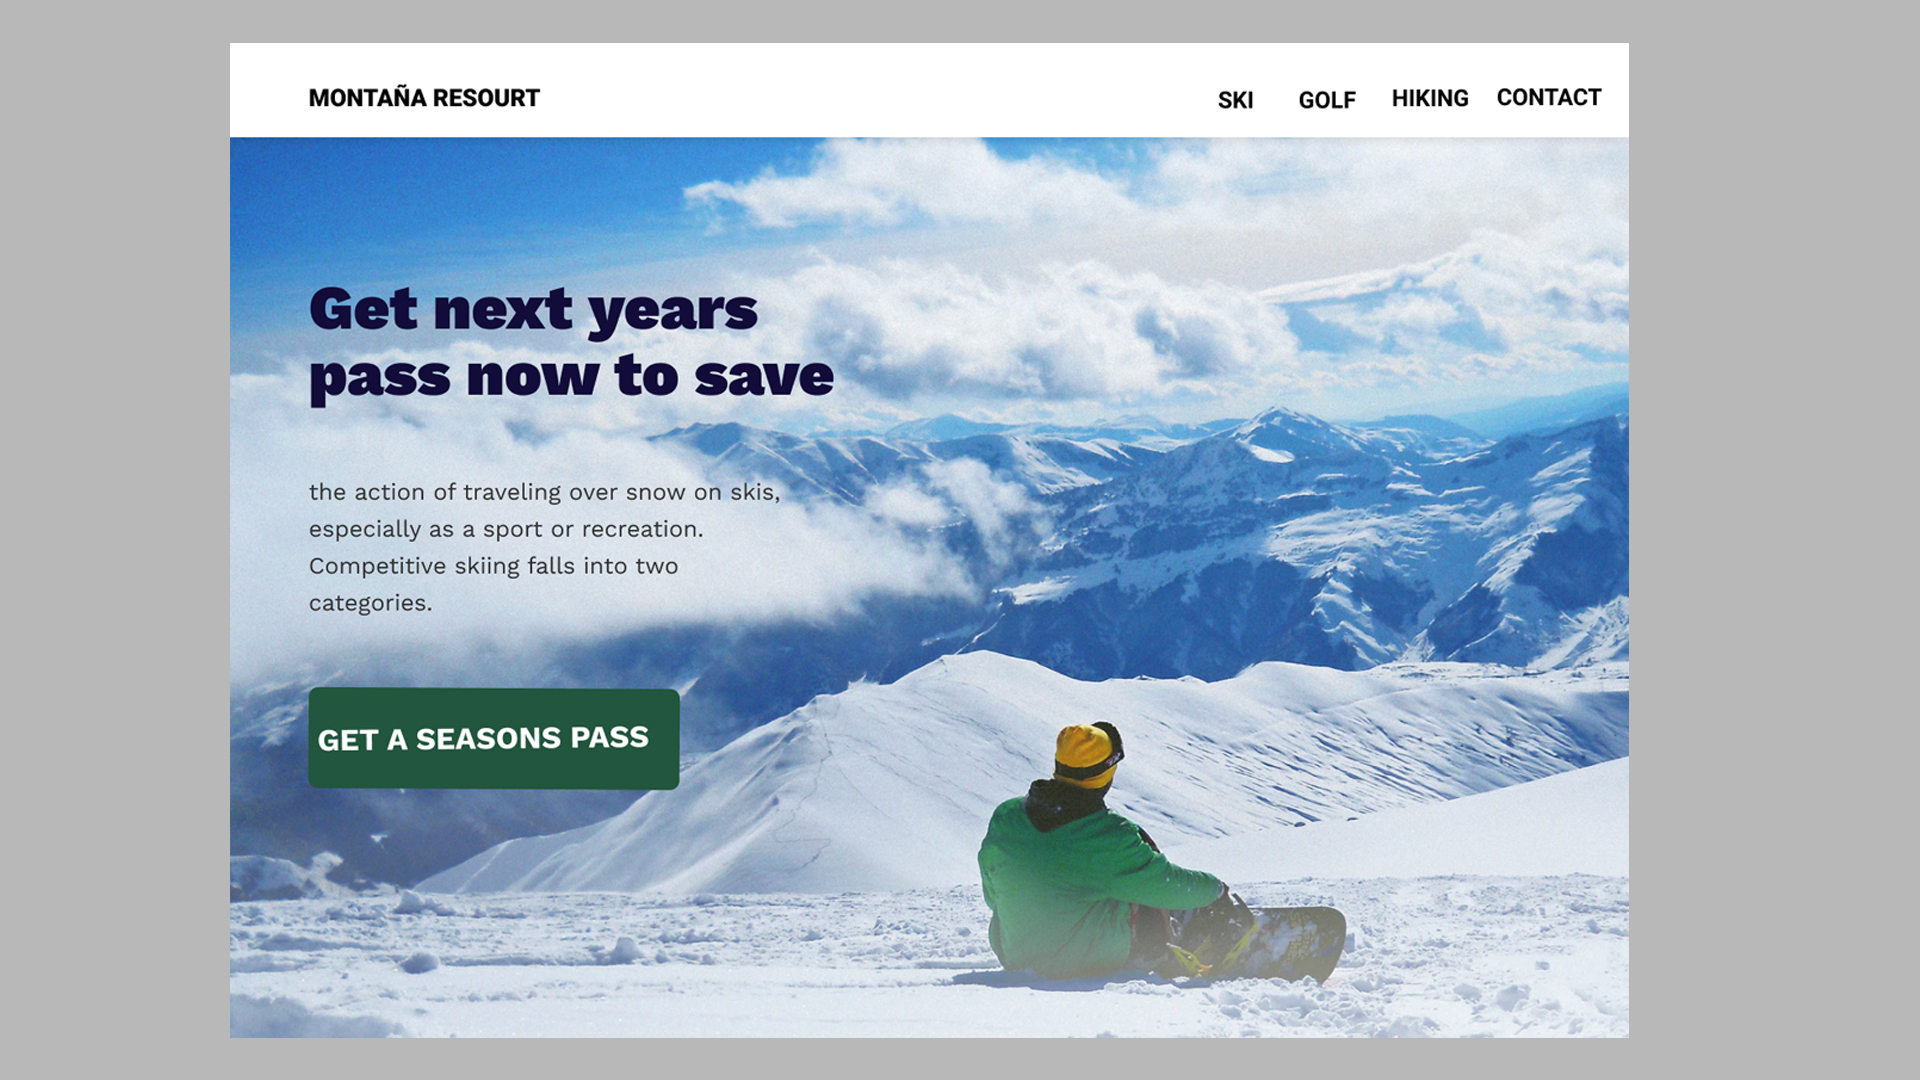 MONTAÑA RESOURT
SKI GOLF HIKING CONTACT
Get next years
pass now to save
the action of traveling over snow on skis,
especially as a sport or recreation.
Competitive skiing falls into two
categories.
GET A SEASONS PASS